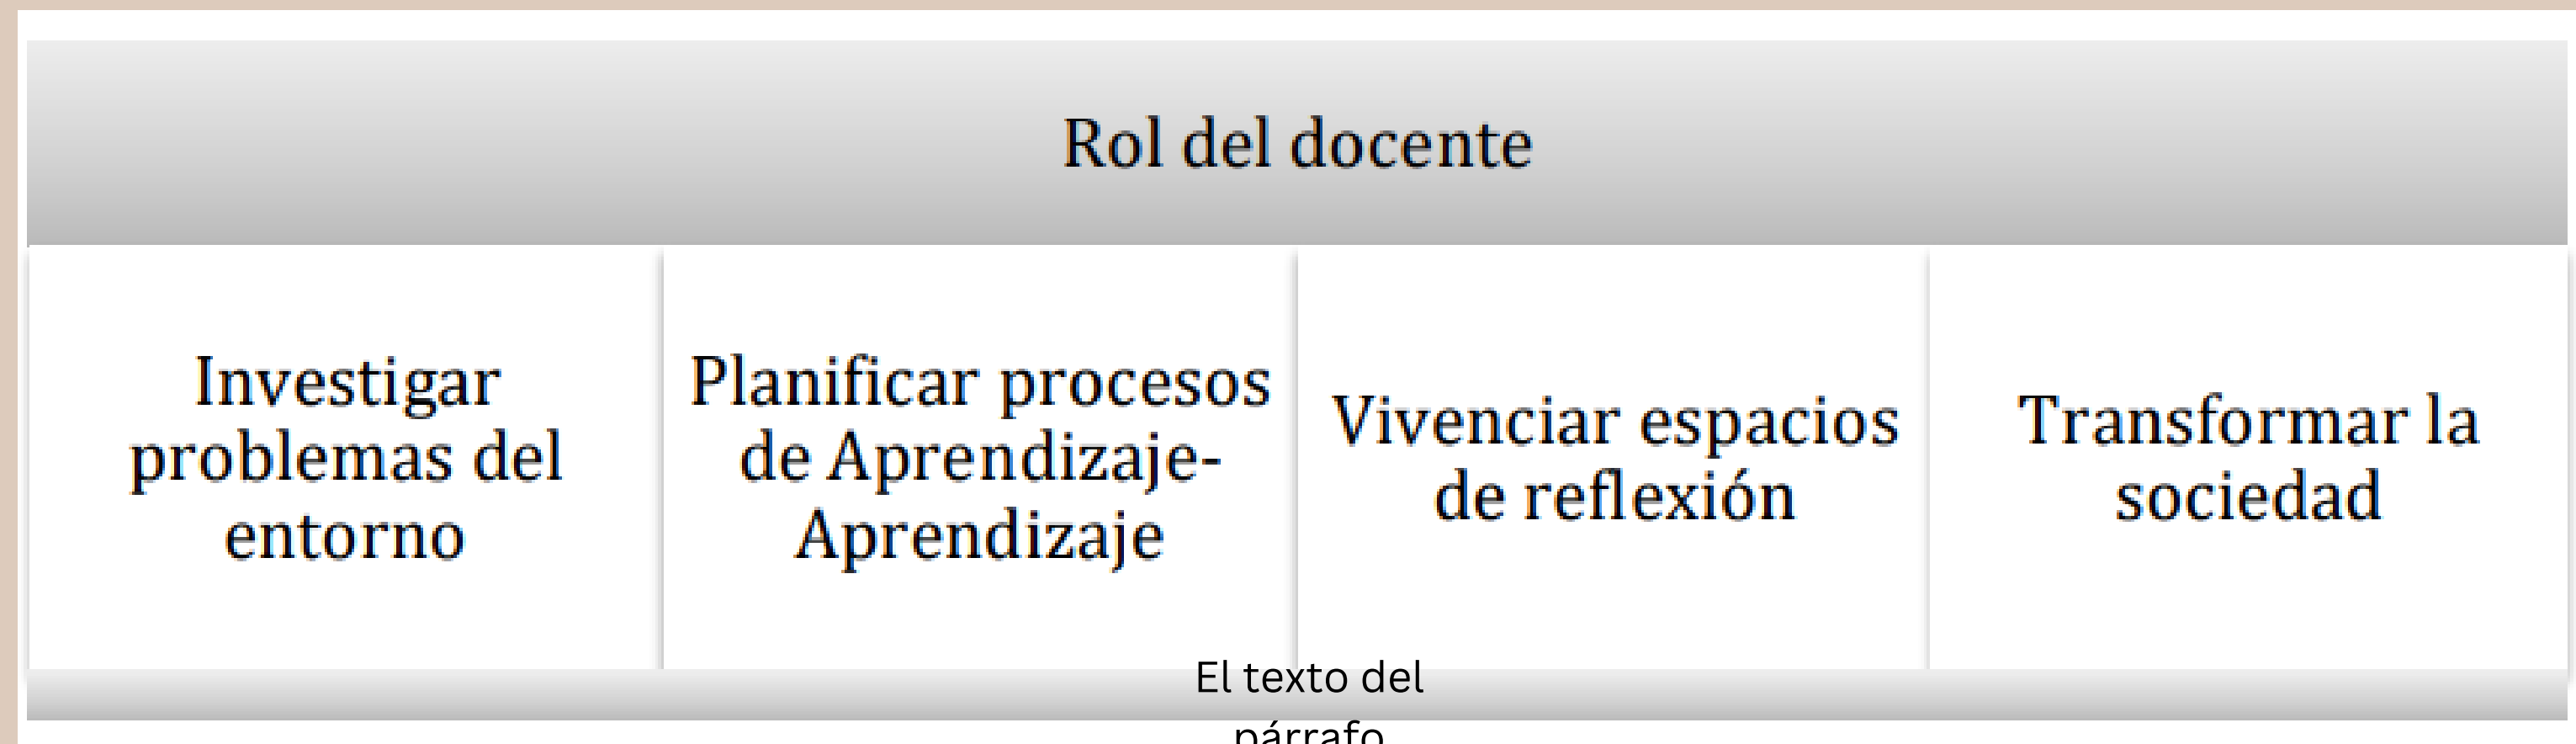 Rol del docente
Investigar
problemas del
entorno
Planificar procesos
de Aprendizaje-
Aprendizaje
Vivenciar espacios
de reflexión
Transformar la
sociedad
El texto del
párrafo